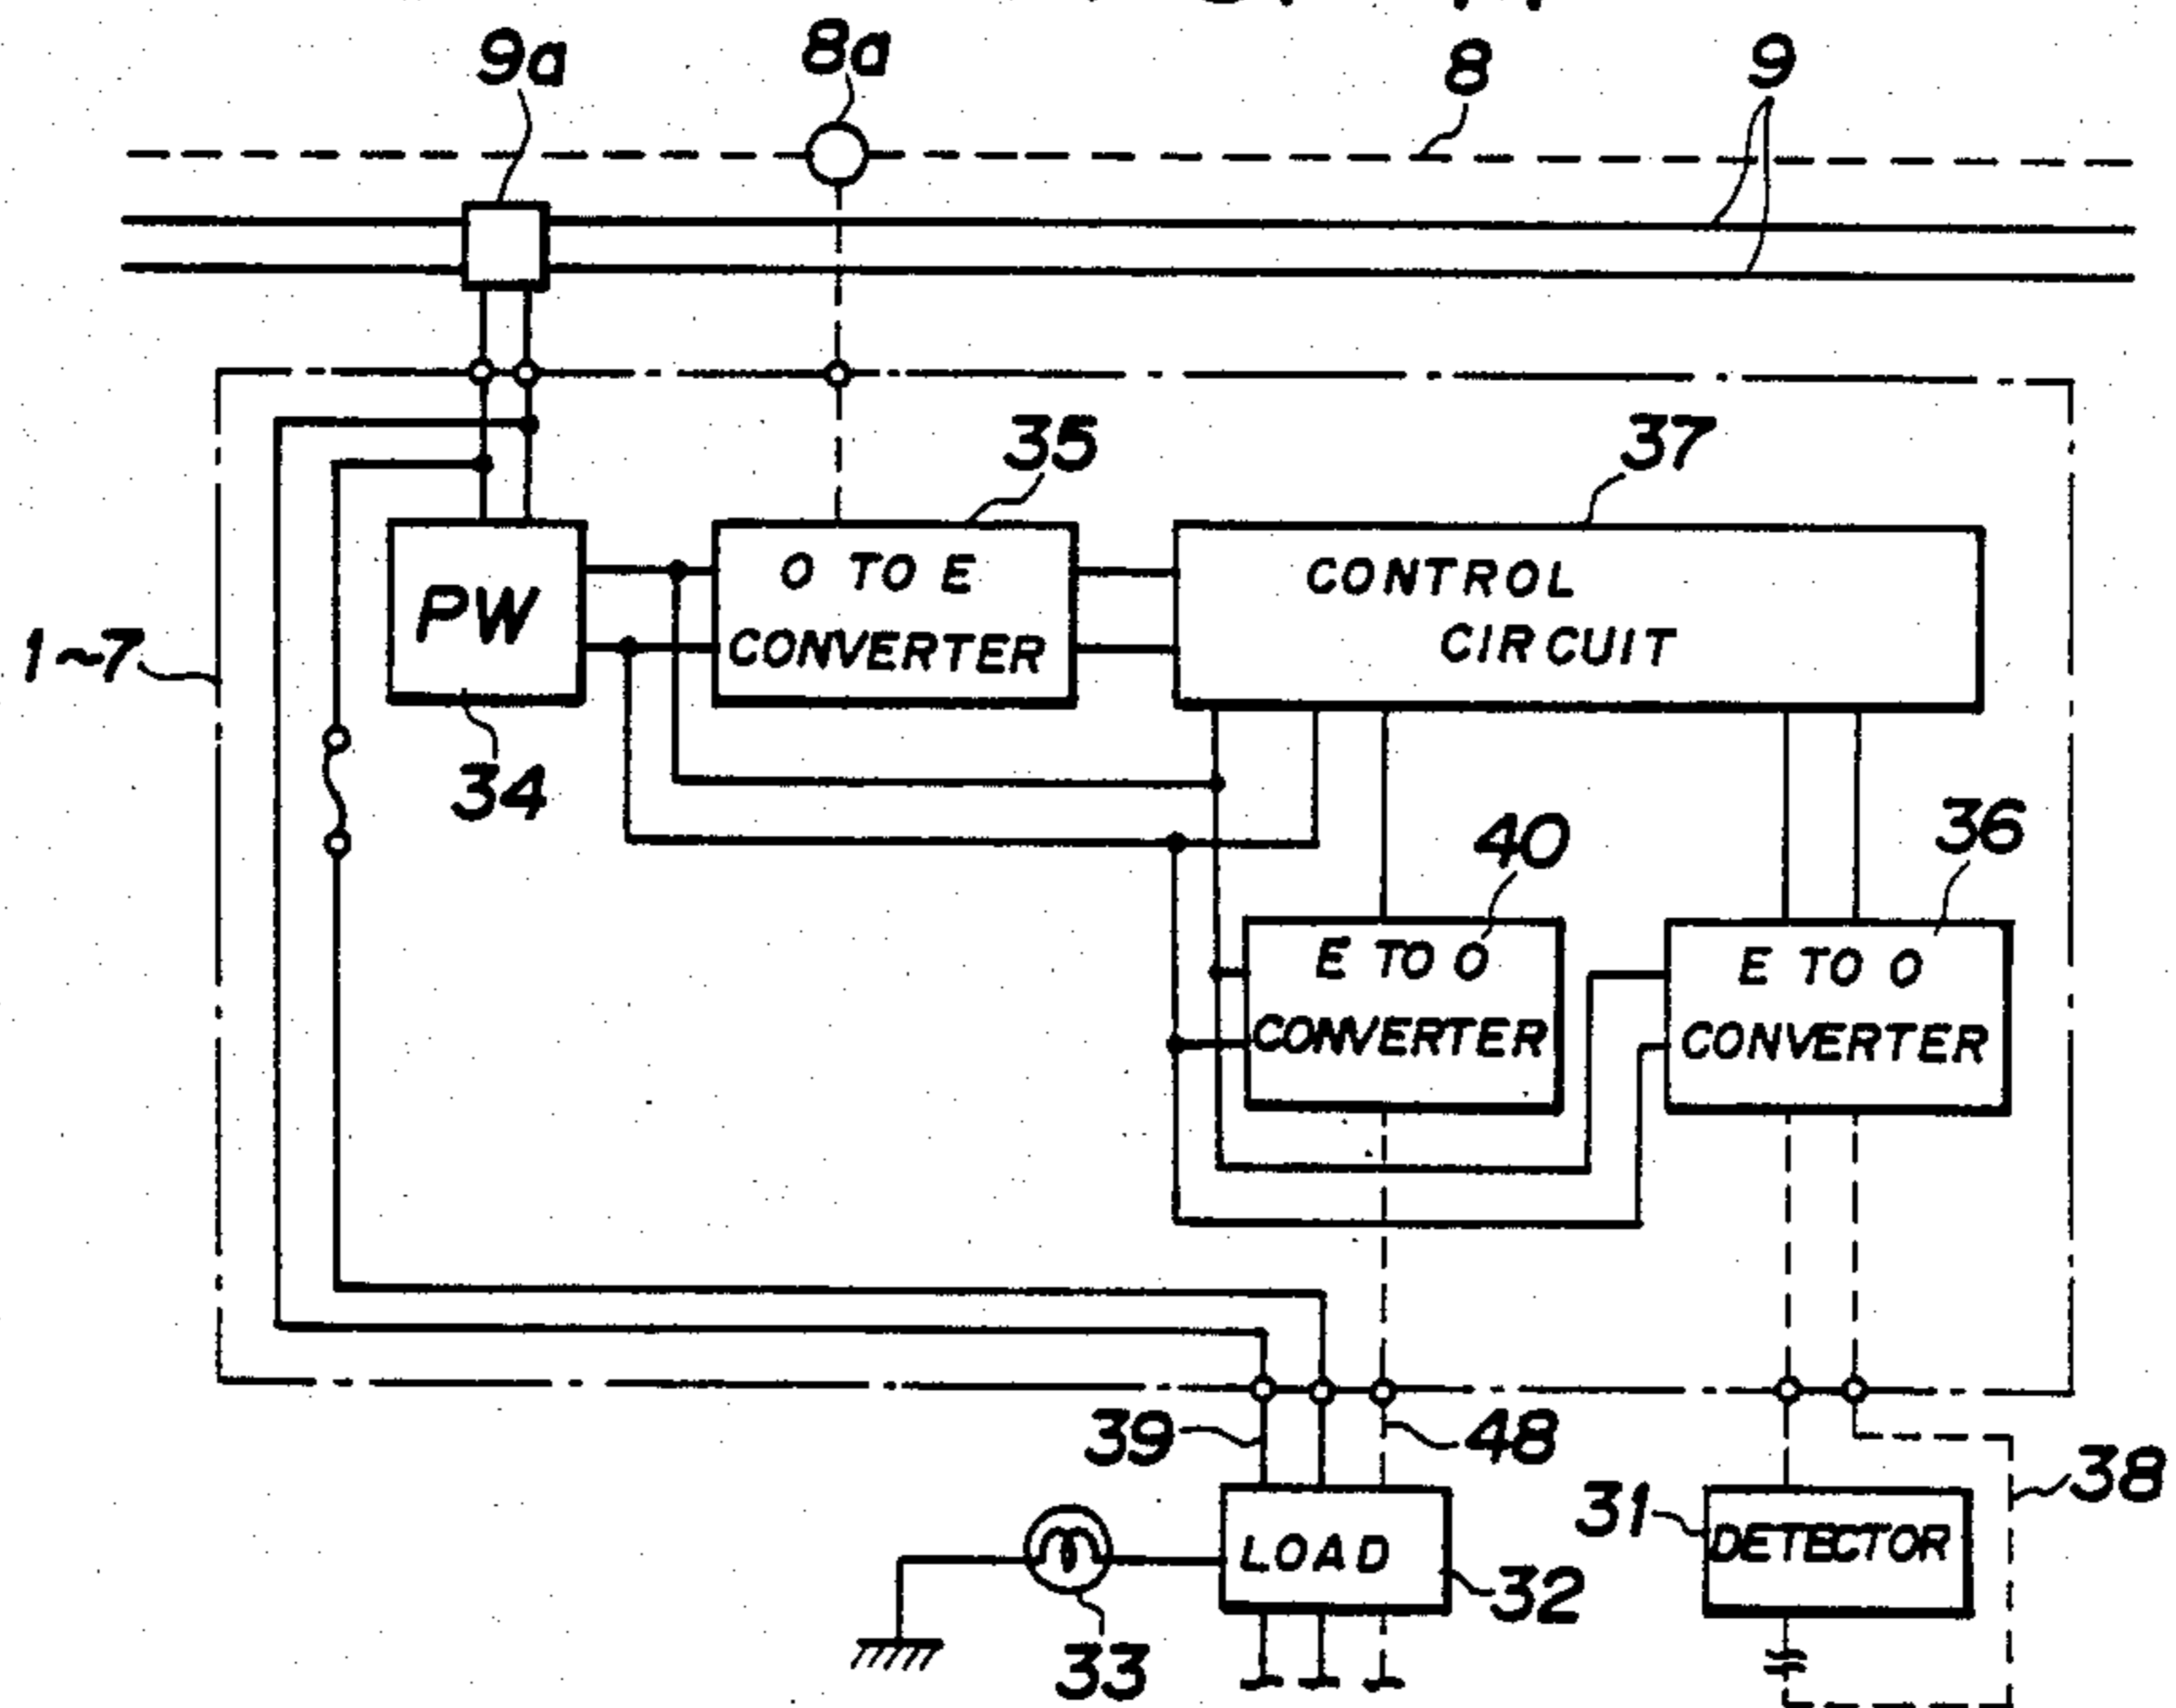 9a
8a
8
9
35
37
PW
O TO E
CONVERTER
CONTROL
CIRCUIT
1~7
34
40
36
E TO O
CONVERTER
E TO O
CONVERTER
39
48
38
31
DETECTOR
LOAD
32
33